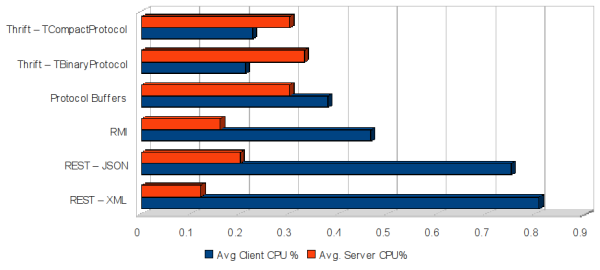 Thrift – TCompactProtocol
Thrift – TBinaryProtocol
Protocol Buffers
RMI
REST – JSON
REST – XML
0 0.1 0.2 0.3 0.4 0.5 0.6 0.7 0.8 0.9
Avg Client CPU % Avg. Server CPU%